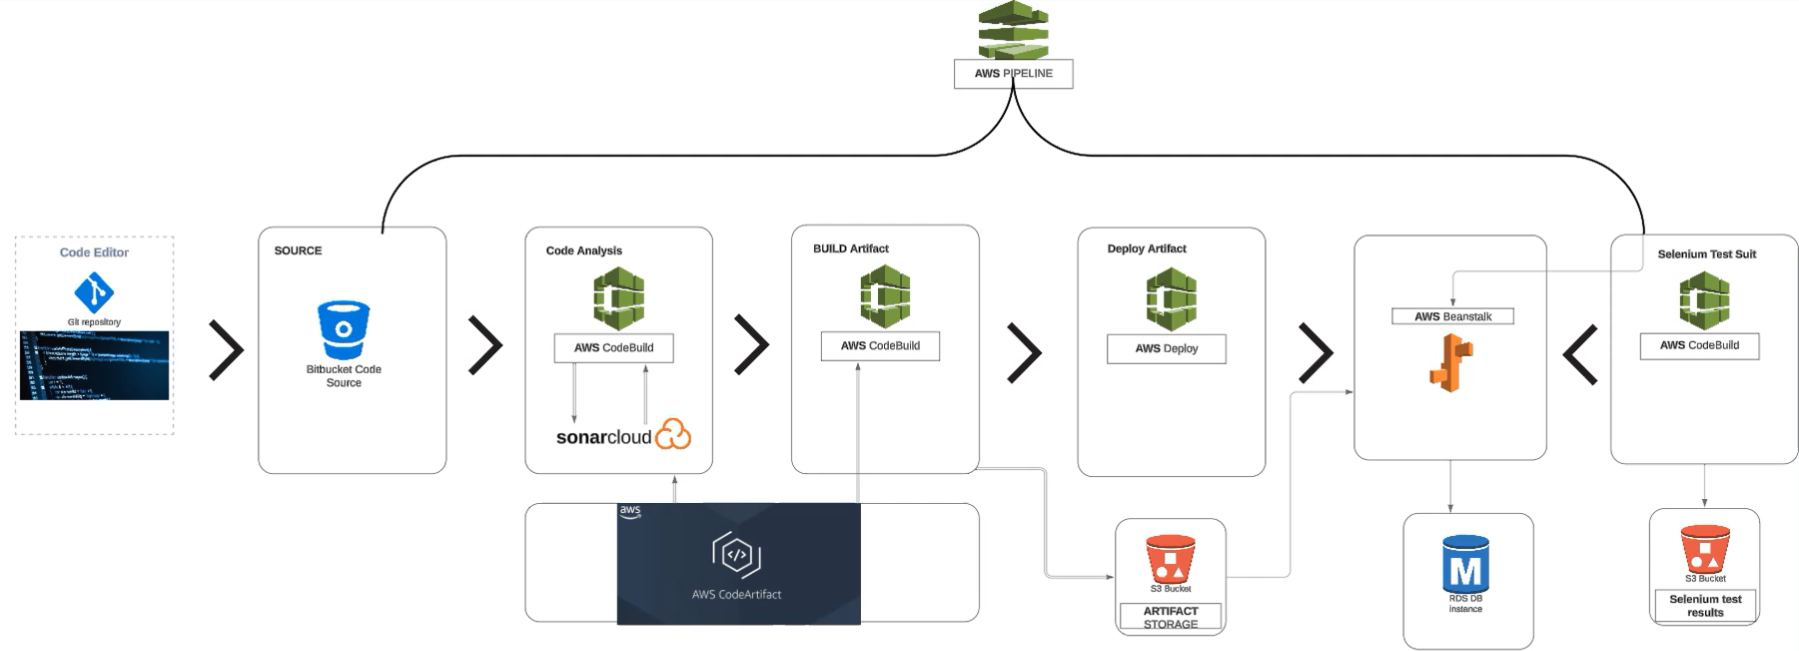 AWS PIPELINE
Code Editor
Git repository
SOURCE
Bitbucket Code
Source
Code Analysis
AWS CodeBuild
sonarcloud
BUILD Artifact
AWS CodeBuild
Deploy Artifact
AWS Deploy
AWS Beanstalk
Selenium Test Suit
AWS CodeBuild
aws
AWS CodeArtifact
S3 Bucket
ARTIFACT
STORAGE
M
RDS DB
instance
S3 Bucket
Selenium test
results